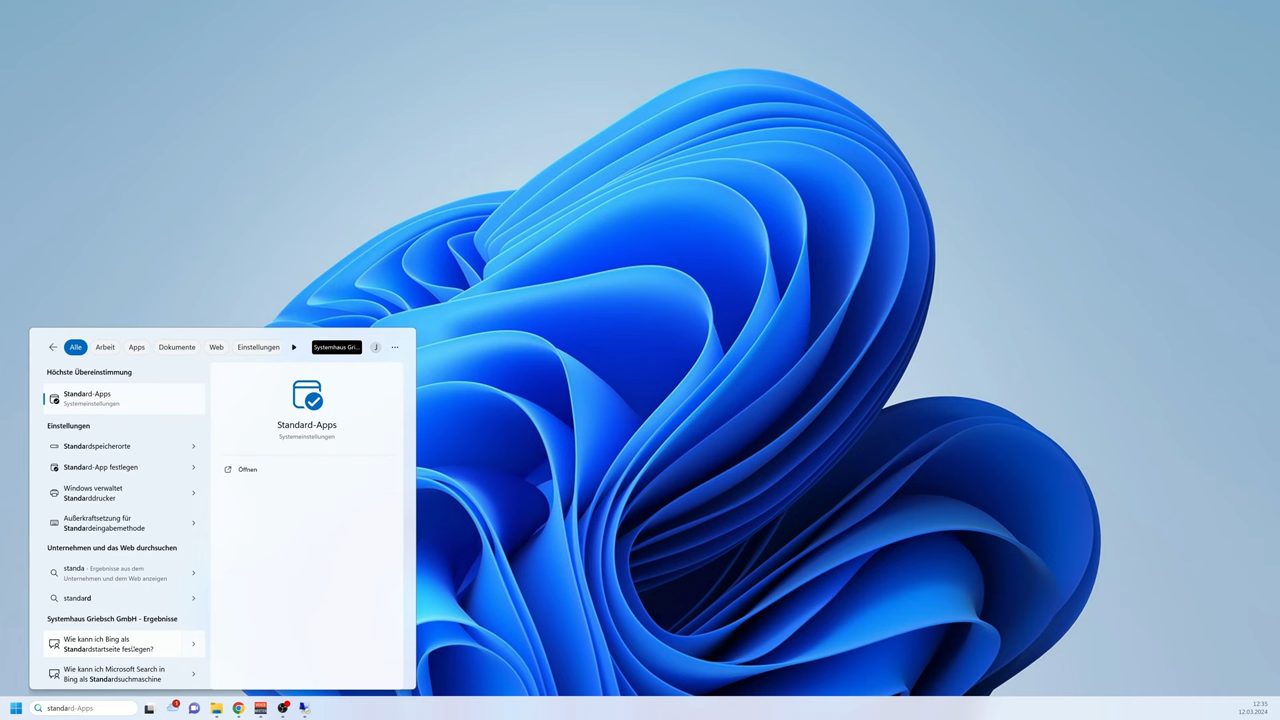 Alle Arbeit Apps Dokumente Web Einstellungen Systemhaus Gri... J
Höchste Übereinstimmung
Standard-Apps
Systemeinstellungen
Einstellungen
Standardspeicherorte
Standard-App festlegen
Windows verwaltet
Standarddrucker
Außerkraftsetzung für
Standardeingabemethode
Unternehmen und das Web durchsuchen
standa - Ergebnisse aus dem
Unternehmen und dem Web anzeigen
standard
Systemhaus Griebsch GmbH - Ergebnisse
Wie kann ich Bing als
Standardstartseite festlegen?
Wie kann ich Microsoft Search in
Bing als Standardsuchmaschine
Standard-Apps
Systemeinstellungen
Öffnen
standard-Apps
1
12:35
12.03.2024